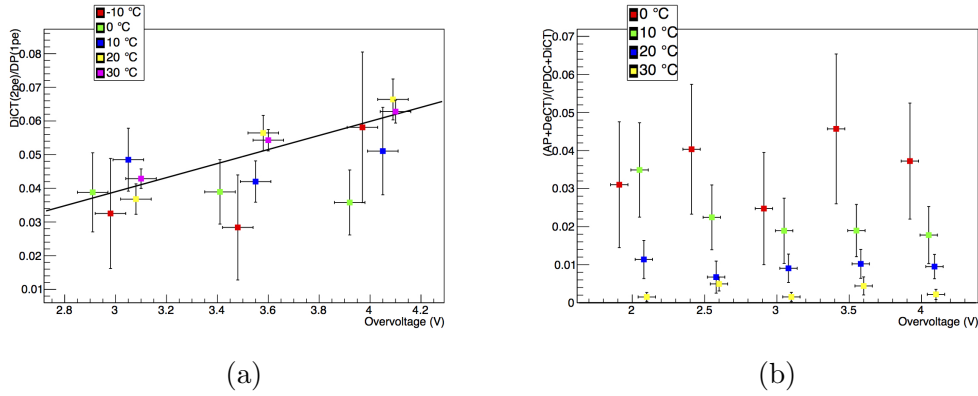 -10 °C
0 °C
10 °C
20 °C
30 °C
DiCT(2pe)/DP(1pe)
0.08
0.07
0.06
0.05
0.04
0.03
0.02
0.01
2.8 3 3.2 3.4 3.6 3.8 4 4.2
Overvoltage (V)
(a)
0 °C
10 °C
20 °C
30 °C
(AP+DeCT)/(PDC+DiCT)
0.07
0.06
0.05
0.04
0.03
0.02
0.01
0
2 2.5 3 3.5 4
Overvoltage (V)
(b)